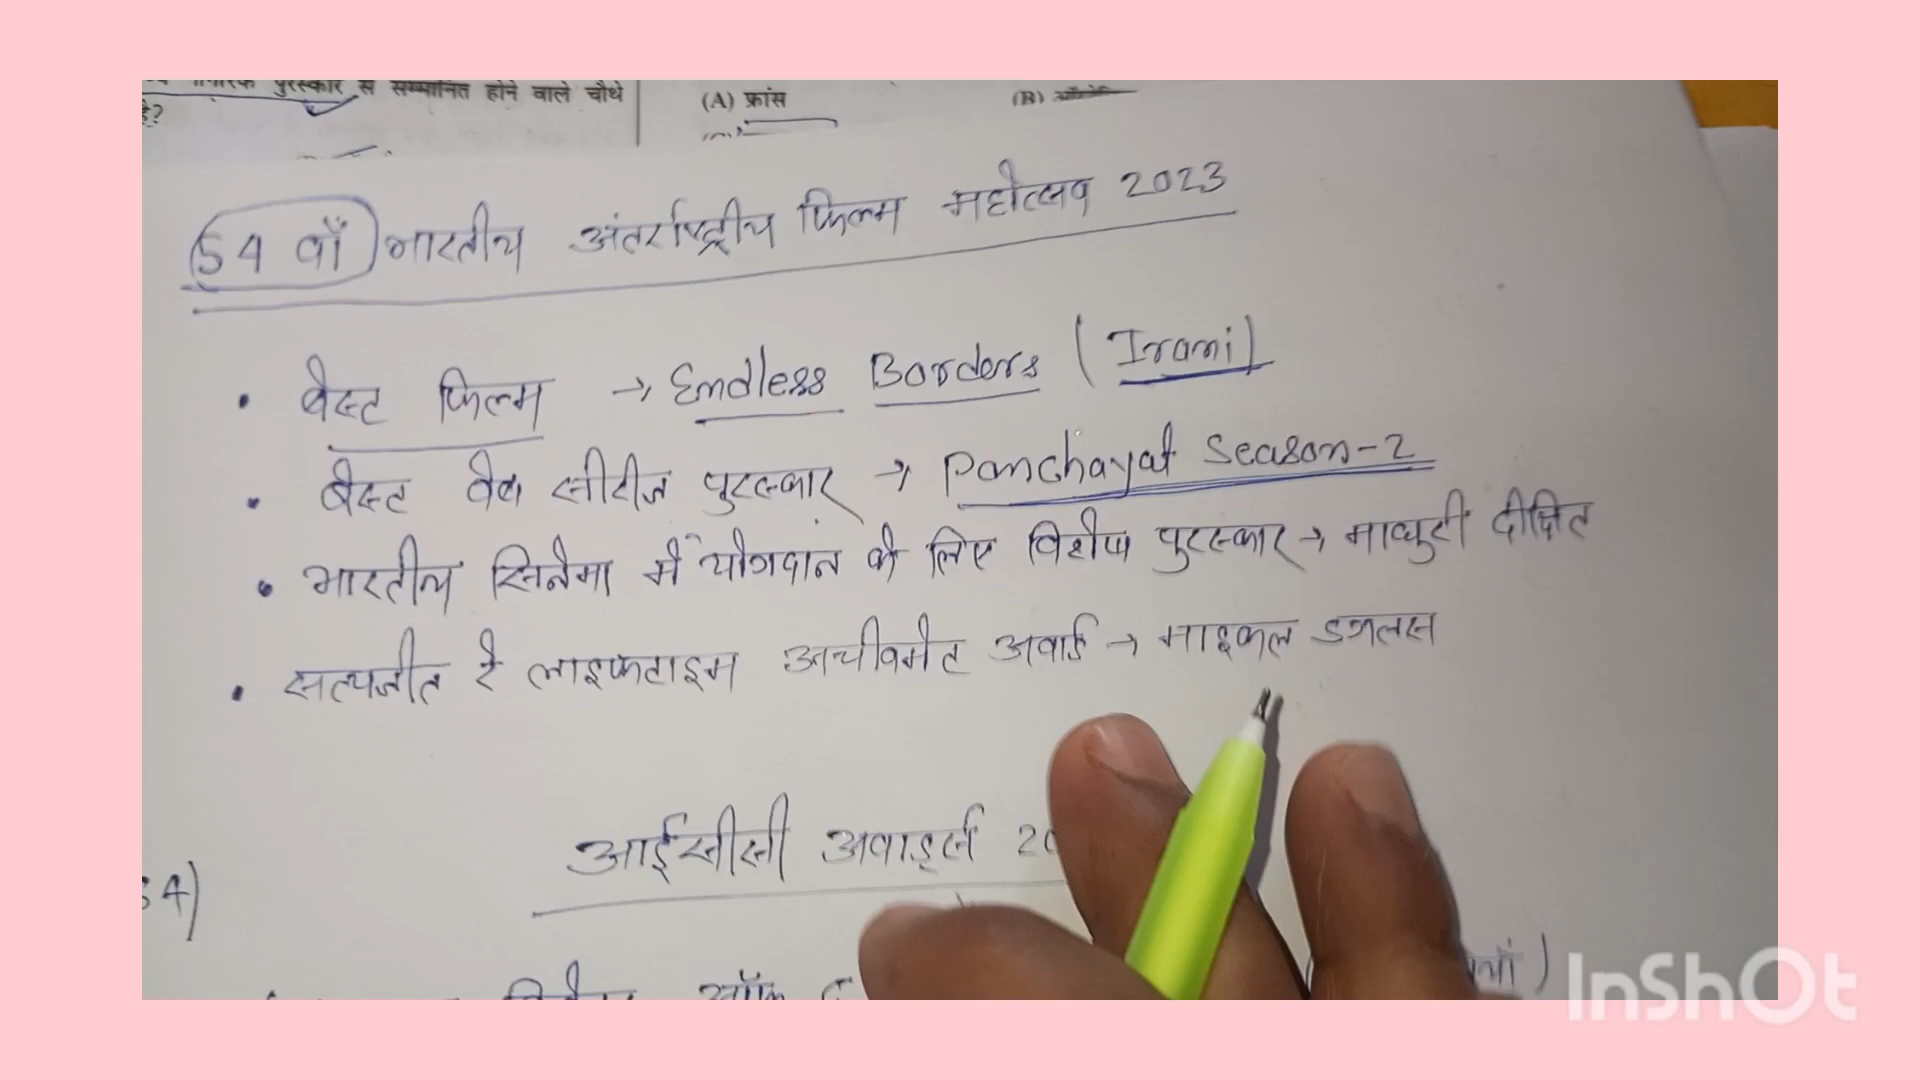 पुरस्कार से सम्मानित होने वाले चौथे
है?
(A) फ्रांस
(B)
54 वाँ भारतीय अंतर्राष्ट्रीय फिल्म महोत्सव 2023
• बेस्ट फिल्म → Endless Borders (Irani)
• बेस्ट वेब सीरीज पुरस्कार → Panchayat Season-2
• भारतीय सिनेमा में योगदान के लिए विशेष पुरस्कार → माधुरी दीक्षित
• सत्यजीत रे लाइफटाइम अचीवमेंट अवार्ड → माइकल डगलस
आईसीसी अवार्ड्स 20
54)
InShOt